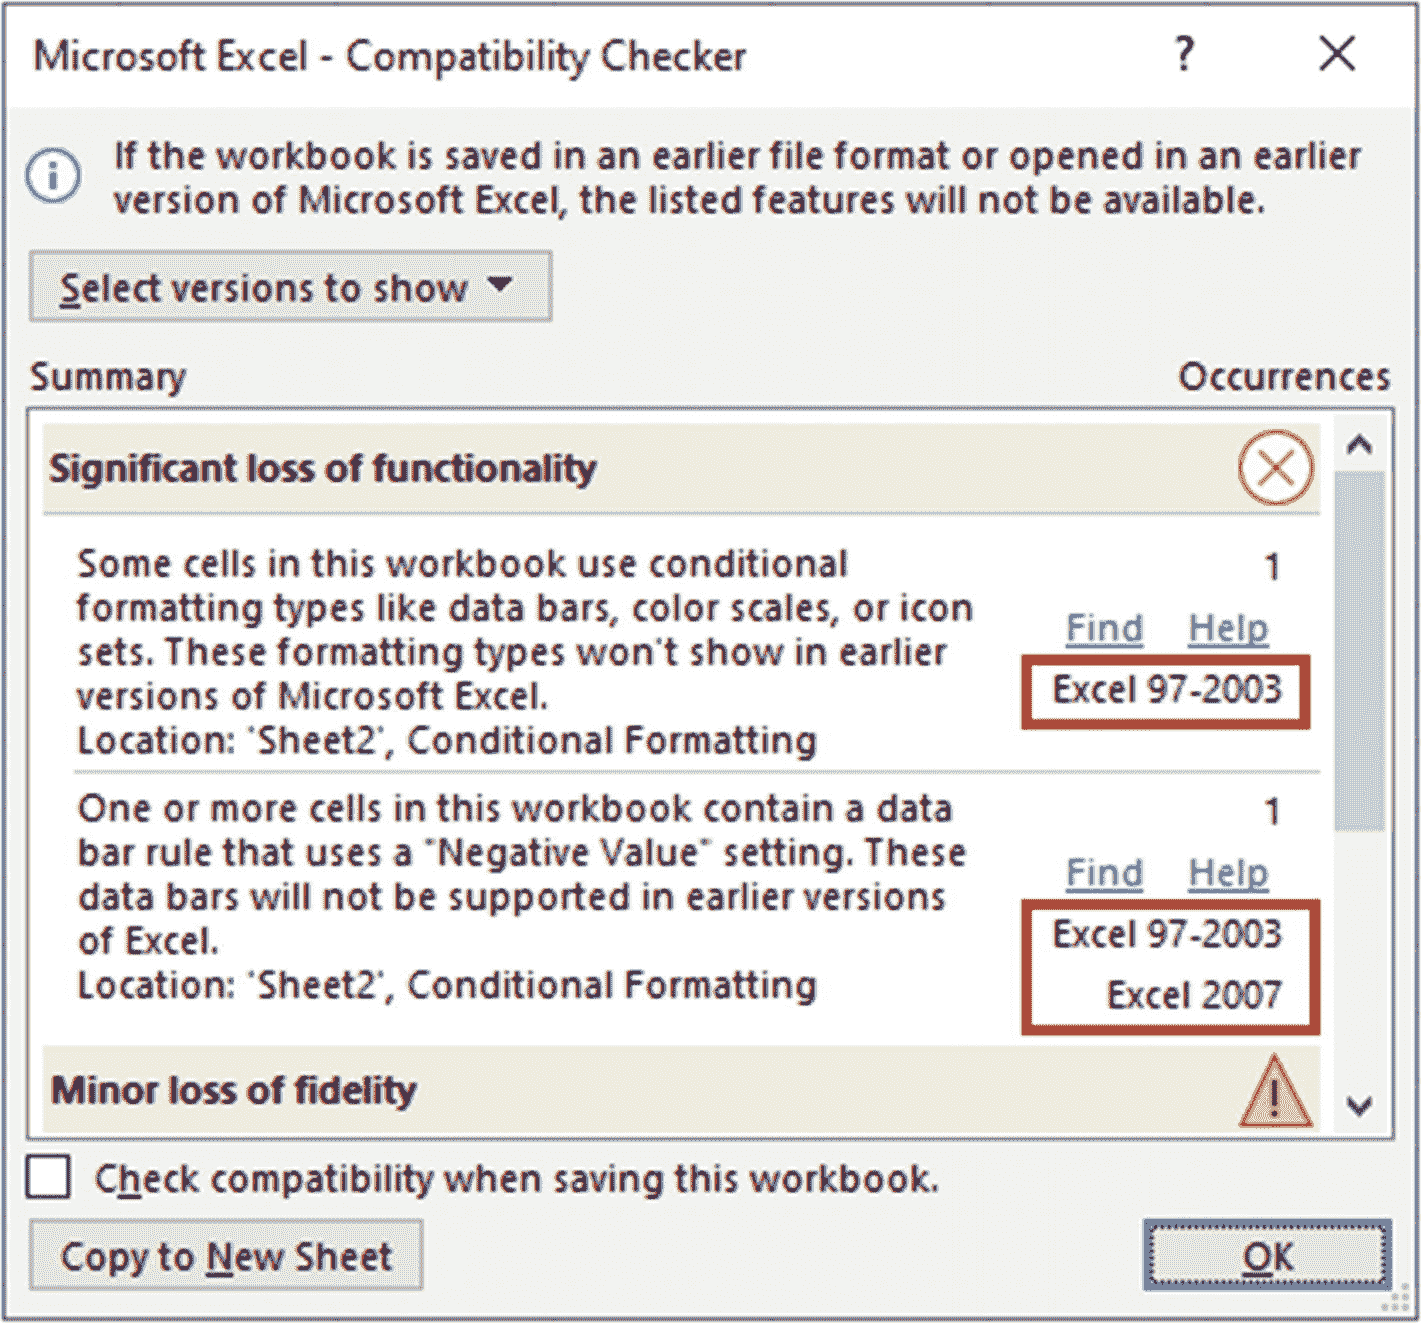 Microsoft Excel - Compatibility Checker
?
If the workbook is saved in an earlier file format or opened in an earlier
version of Microsoft Excel, the listed features will not be available.
Select versions to show
Summary
Occurrences
Significant loss of functionality
Some cells in this workbook use conditional
formatting types like data bars, color scales, or icon
sets. These formatting types won't show in earlier
versions of Microsoft Excel.
Location: 'Sheet2', Conditional Formatting
1
Find Help
Excel 97-2003
One or more cells in this workbook contain a data
bar rule that uses a "Negative Value" setting. These
data bars will not be supported in earlier versions
of Excel.
Location: 'Sheet2', Conditional Formatting
1
Find Help
Excel 97-2003
Excel 2007
Minor loss of fidelity
Check compatibility when saving this workbook.
Copy to New Sheet
OK